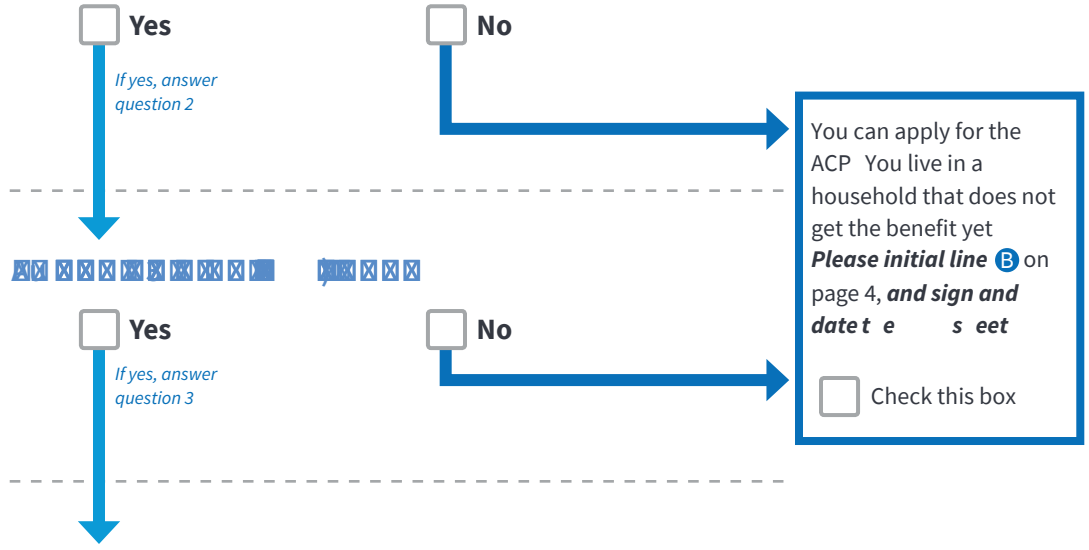 Yes
No
If yes, answer
question 2
You can apply for the
ACP You live in a
household that does not
get the benefit yet
Please initial line B on
page 4, and sign and
date t e s eet
Check this box
Yes
No
If yes, answer
question 3